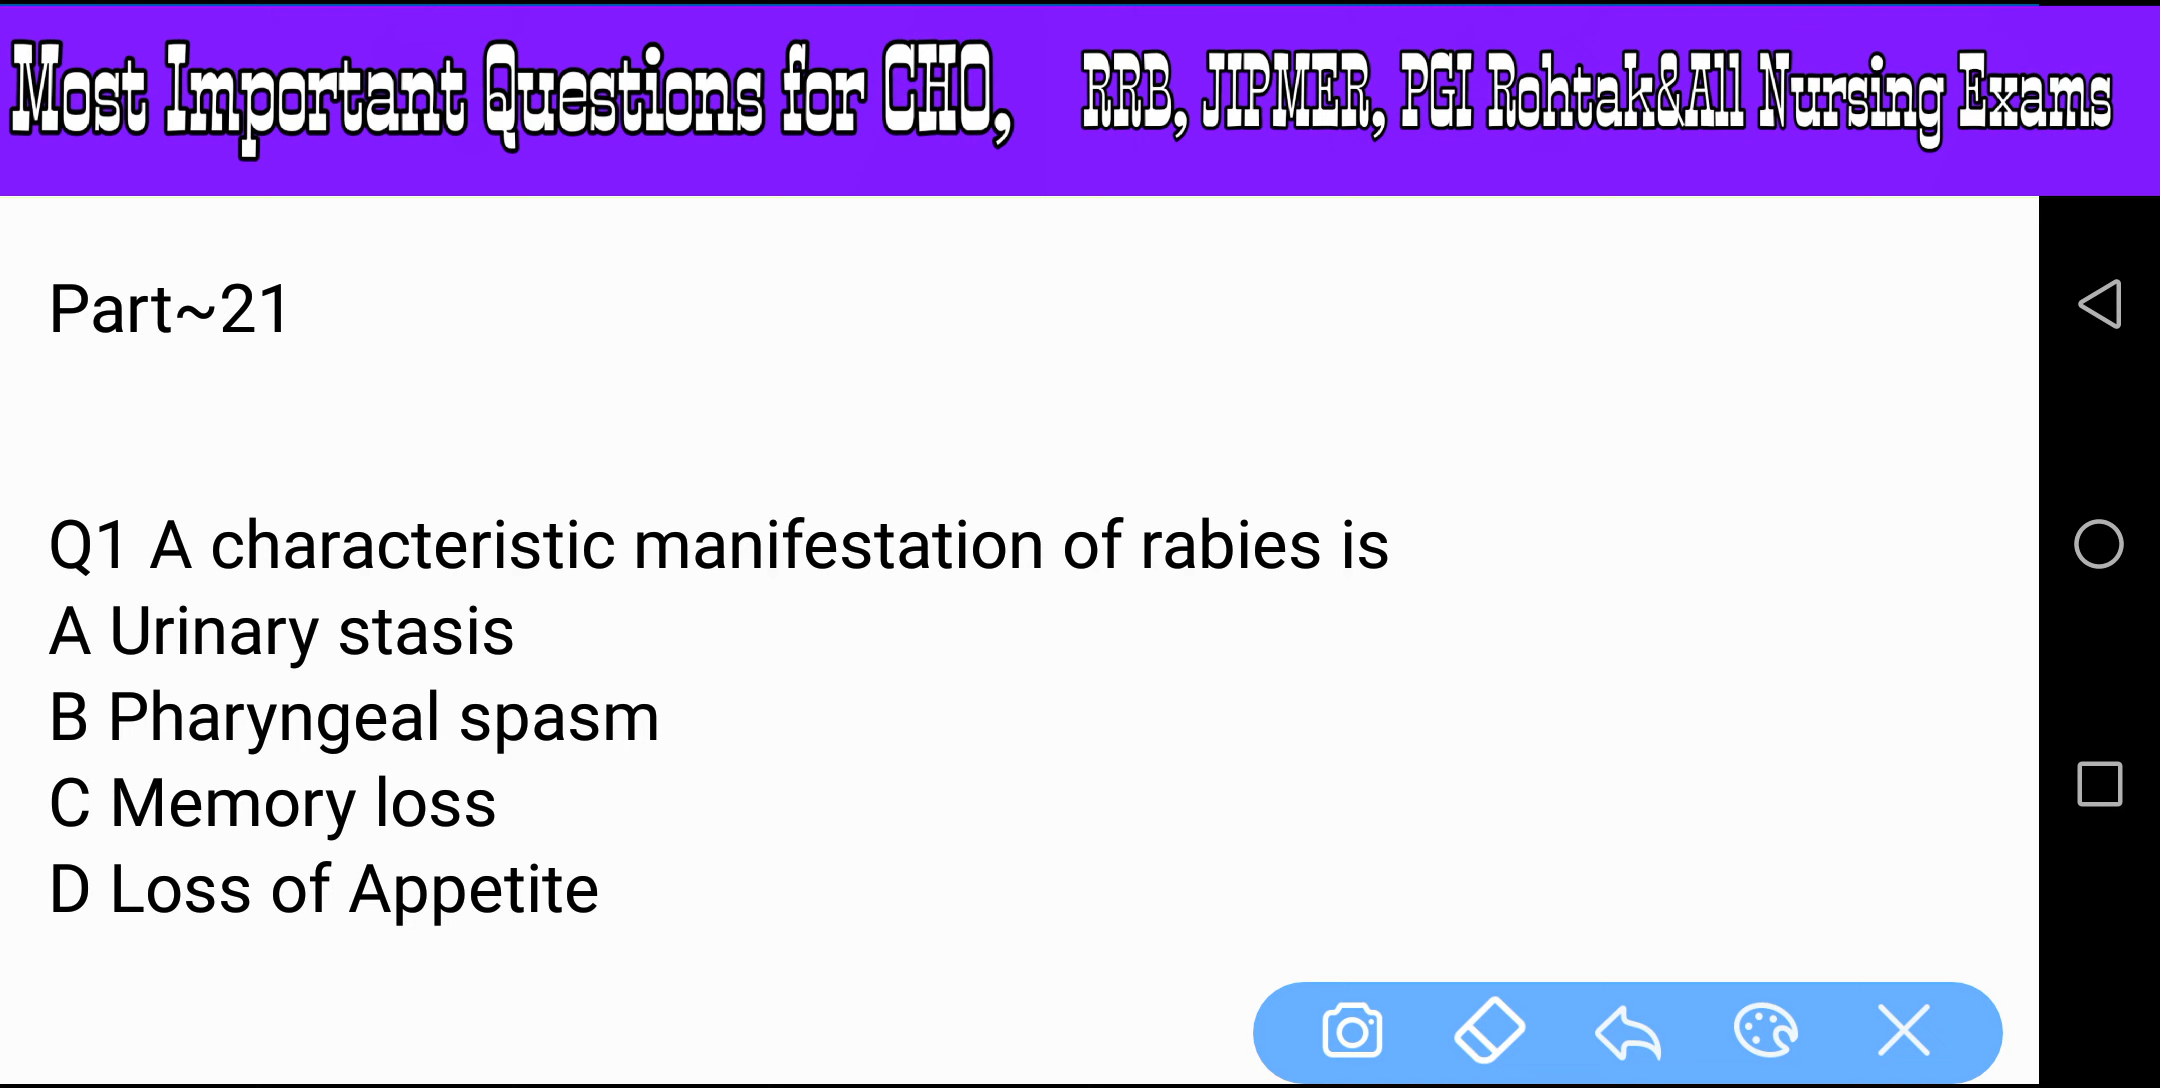 Most Important Questions for CHO, RRB, JIPMER, PGI Rohtak&All Nursing Exams
Part~21
Q1 A characteristic manifestation of rabies is
A Urinary stasis
B Pharyngeal spasm
C Memory loss
D Loss of Appetite